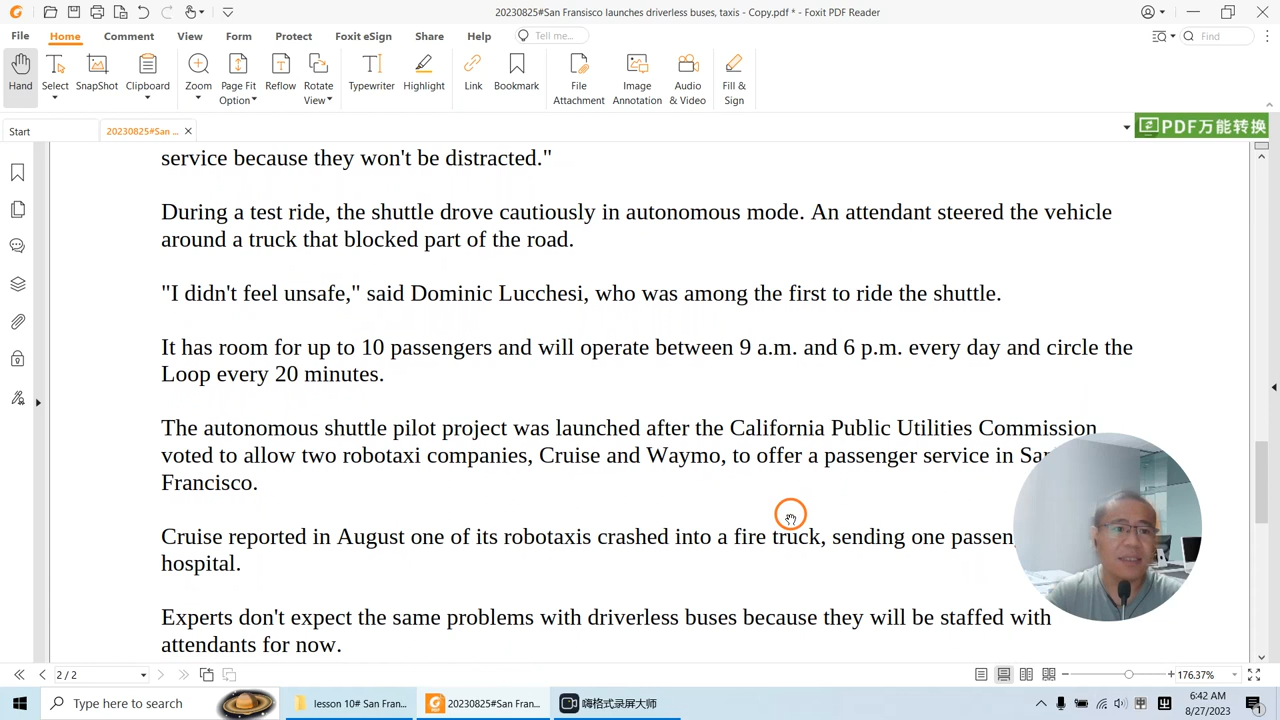 20230825#San Fransisco launches driverless buses, taxis - Copy.pdf * - Foxit PDF Reader
File Home Comment View Form Protect Foxit eSign Share Help Tell me... Find
Hand Select SnapShot Clipboard Zoom Page Fit Option Reflow Rotate View Typewriter Highlight Link Bookmark File Attachment Image Annotation Audio & Video Fill & Sign
Start 20230825#San ... PDF万能转换
service because they won't be distracted."
During a test ride, the shuttle drove cautiously in autonomous mode. An attendant steered the vehicle
around a truck that blocked part of the road.
"I didn't feel unsafe," said Dominic Lucchesi, who was among the first to ride the shuttle.
It has room for up to 10 passengers and will operate between 9 a.m. and 6 p.m. every day and circle the
Loop every 20 minutes.
The autonomous shuttle pilot project was launched after the California Public Utilities Commission
voted to allow two robotaxi companies, Cruise and Waymo, to offer a passenger service in
Francisco.
Cruise reported in August one of its robotaxis crashed into a fire truck, sending one
hospital.
Experts don't expect the same problems with driverless buses because they will be staffed with
attendants for now.
2 / 2 176.37%
Type here to search lesson 10# San Fran... 20230825#San Fran... 嗨格式录屏大师 6:42 AM
8/27/2023